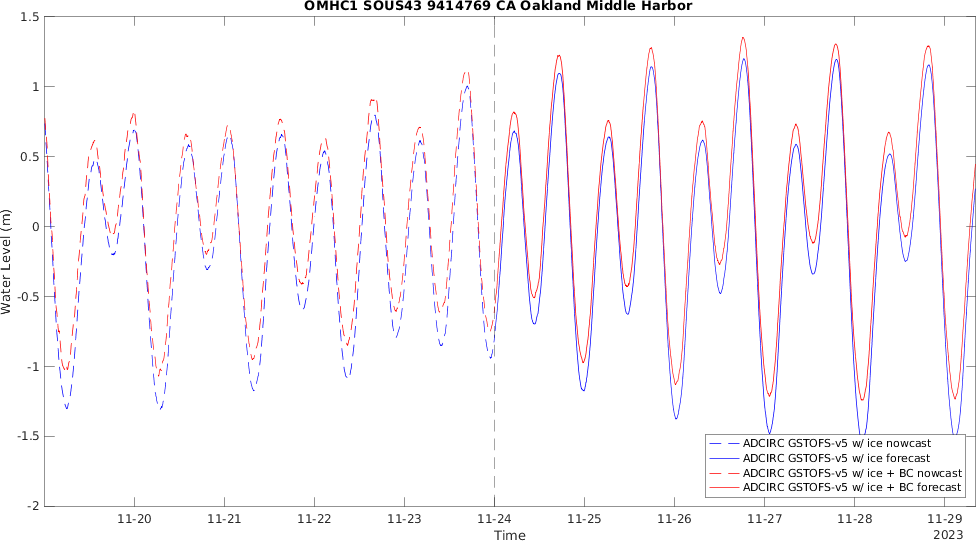 OMHC1 SOUS43 9414769 CA Oakland Middle Harbor
1.5
1
0.5
0
-0.5
-1
-1.5
-2
Water Level (m)
ADCIRC GSTOFS-v5 w/ ice nowcast
ADCIRC GSTOFS-v5 w/ ice forecast
ADCIRC GSTOFS-v5 w/ ice + BC nowcast
ADCIRC GSTOFS-v5 w/ ice + BC forecast
11-20 11-21 11-22 11-23 11-24 11-25 11-26 11-27 11-28 11-29
Time 2023